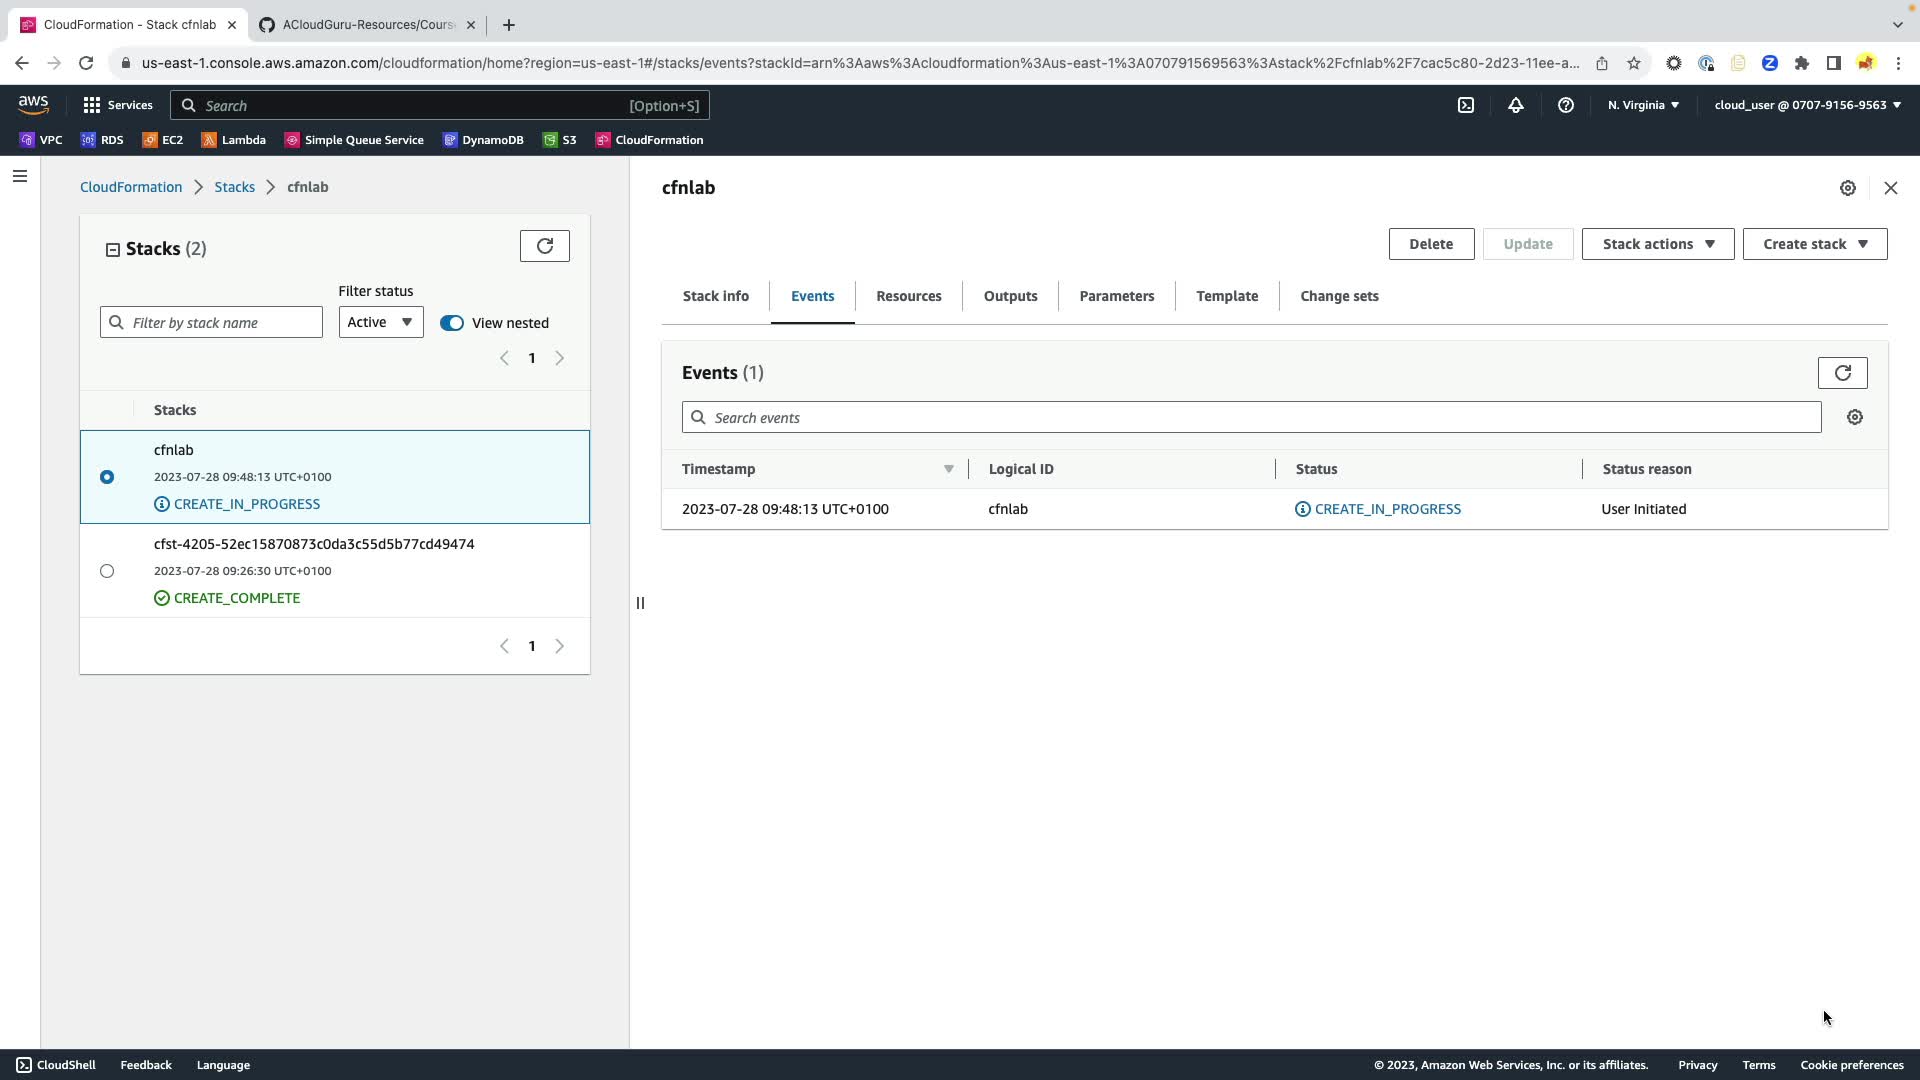 CloudFormation - Stack cfnlab
ACloudGuru-Resources/Cours
us-east-1.console.aws.amazon.com/cloudformation/home?region=us-east-1#/stacks/events?stackId=arn%3Aaws%3Acloudformation%3Aus-east-1%3A070791569563%3Astack%2Fcfnlab%2F7cac5c80-2d23-11ee-a...
aws
Services
Search
[Option+S]
N. Virginia
cloud_user @ 0707-9156-9563
VPC
RDS
EC2
Lambda
Simple Queue Service
DynamoDB
S3
CloudFormation
CloudFormation
Stacks
cfnlab
Stacks (2)
Filter status
Filter by stack name
Active
View nested
1
Stacks
cfnlab
2023-07-28 09:48:13 UTC+0100
CREATE_IN_PROGRESS
cfst-4205-52ec15870873c0da3c55d5b77cd49474
2023-07-28 09:26:30 UTC+0100
CREATE_COMPLETE
1
cfnlab
Delete
Update
Stack actions
Create stack
Stack info
Events
Resources
Outputs
Parameters
Template
Change sets
Events (1)
Search events
Timestamp
Logical ID
Status
Status reason
2023-07-28 09:48:13 UTC+0100
cfnlab
CREATE_IN_PROGRESS
User Initiated
CloudShell
Feedback
Language
© 2023, Amazon Web Services, Inc. or its affiliates.
Privacy
Terms
Cookie preferences